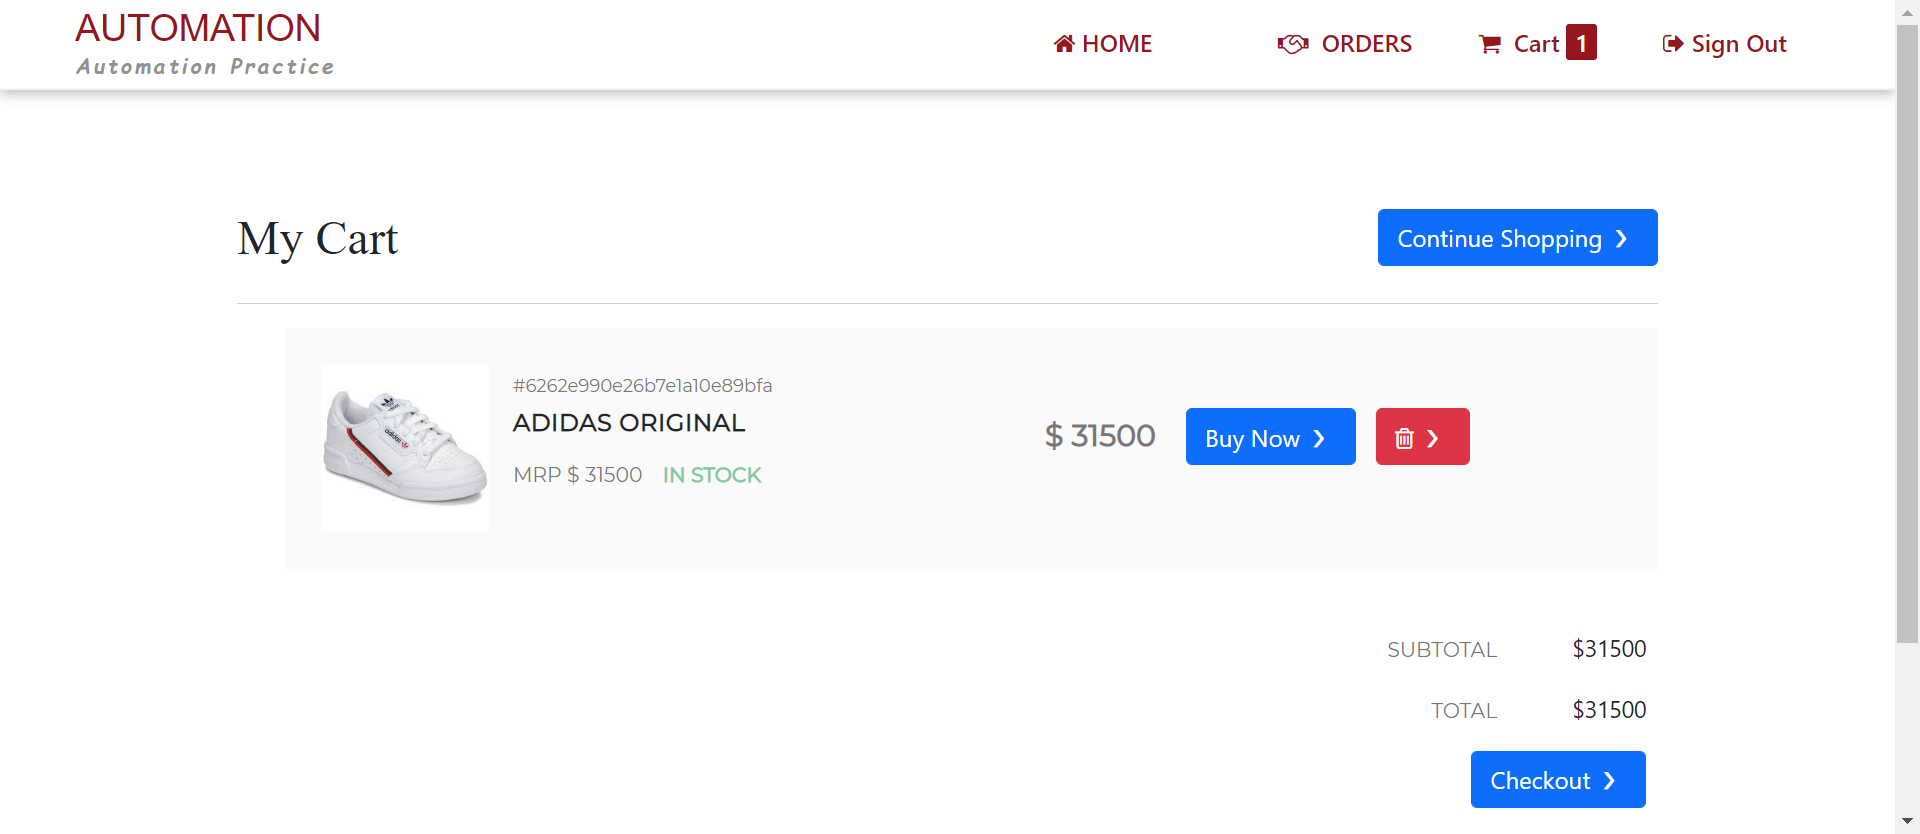 AUTOMATION
Automation Practice
HOME
ORDERS
Cart 1
Sign Out
My Cart
Continue Shopping
#6262e990e26b7e1a10e89bfa
ADIDAS ORIGINAL
MRP $ 31500 IN STOCK
$ 31500
Buy Now
adidas
SUBTOTAL $31500
TOTAL $31500
Checkout